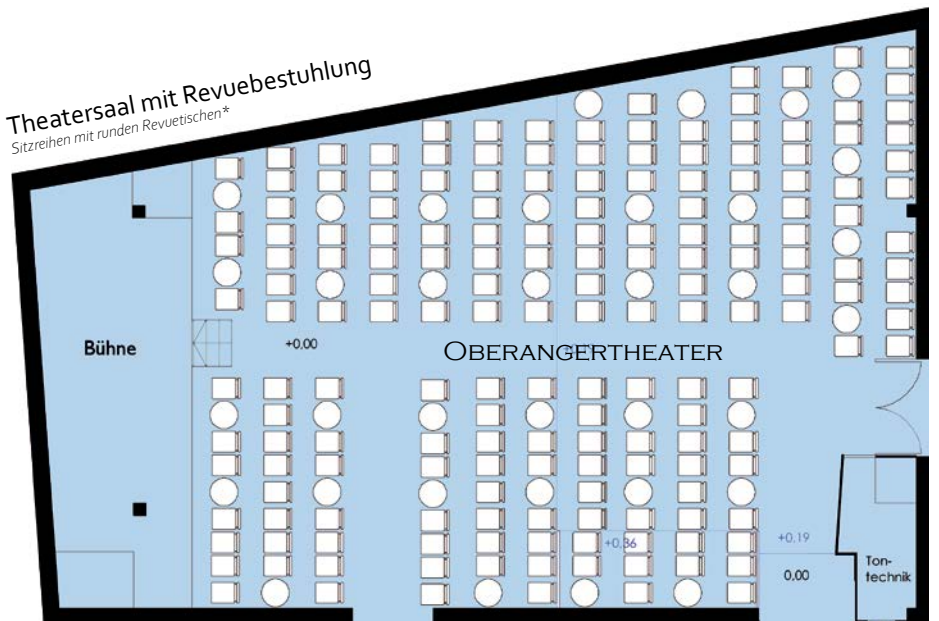 Theatersaal mit Revuebestuhlung
Sitzreihen mit runden Revuetischen*
Bühne
+0,00
OBERANGERTHEATER
+0,36
+0,19
0,00
Ton-
technik